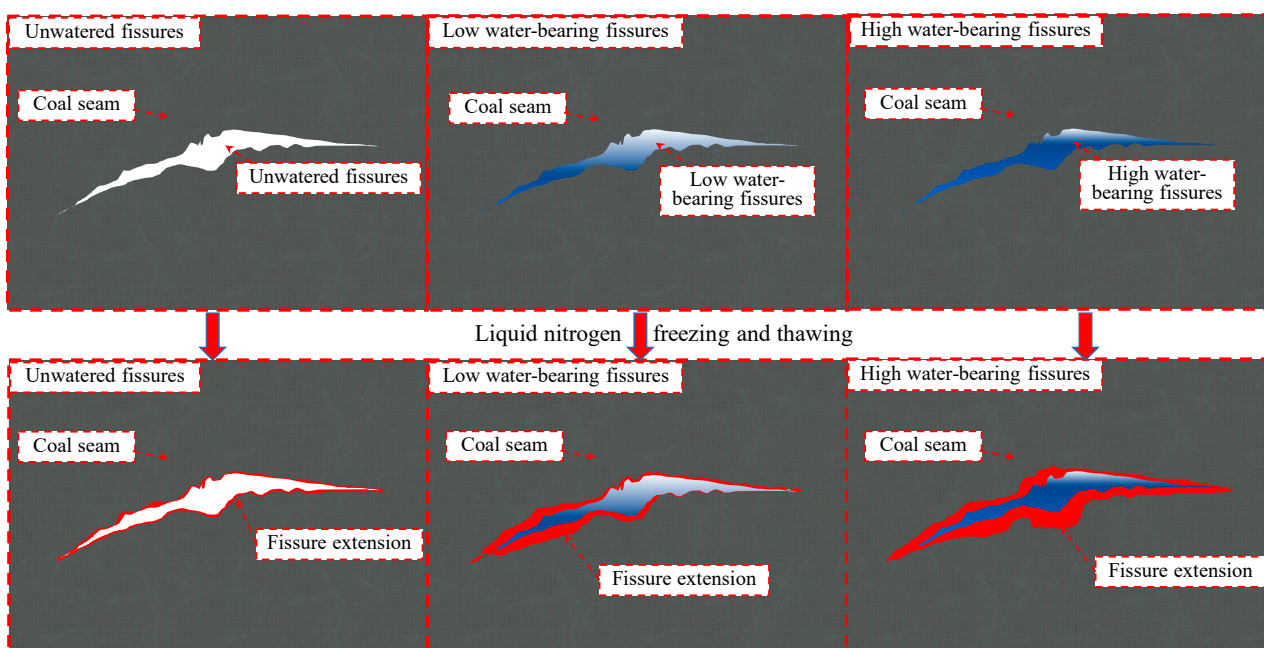 Unwatered fissures
Low water-bearing fissures
High water-bearing fissures
Coal seam
Coal seam
Coal seam
Unwatered fissures
Low water-
bearing fissures
High water-
bearing fissures
Liquid nitrogen freezing and thawing
Unwatered fissures
Low water-bearing fissures
High water-bearing fissures
Coal seam
Coal seam
Coal seam
Fissure extension
Fissure extension
Fissure extension